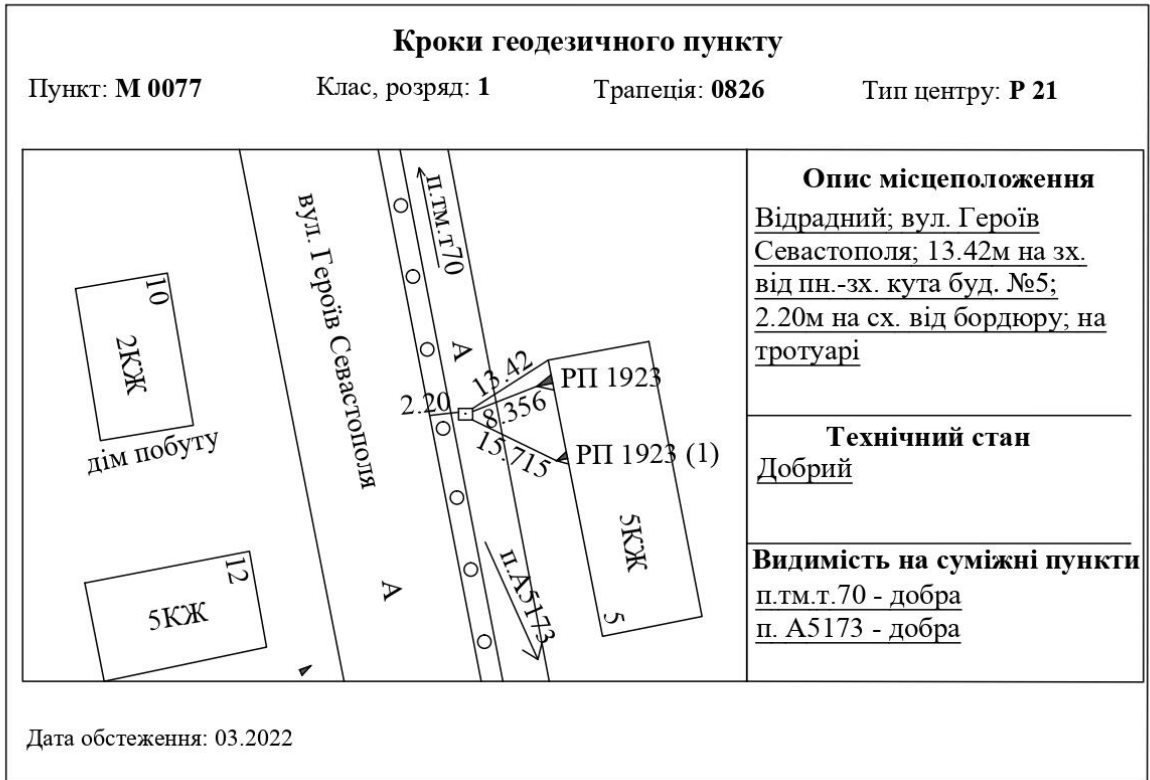 Кроки геодезичного пункту
Пункт: М 0077 Клас, розряд: 1 Трапеція: 0826 Тип центру: Р 21
вул. Героїв Севастополя
п.тм.т70
10
2КЖ
дім побуту
А
13.42
РП 1923
2.20
8.356
15.715
РП 1923 (1)
5КЖ
5
12
5КЖ
А
п.А5173
Опис місцеположення
Відрадний; вул. Героїв
Севастополя; 13.42м на зх.
від пн.-зх. кута буд. №5;
2.20м на сх. від бордюру; на
тротуарі
Технічний стан
Добрий
Видимість на суміжні пункти
п.тм.т.70 - добра
п. А5173 - добра
Дата обстеження: 03.2022